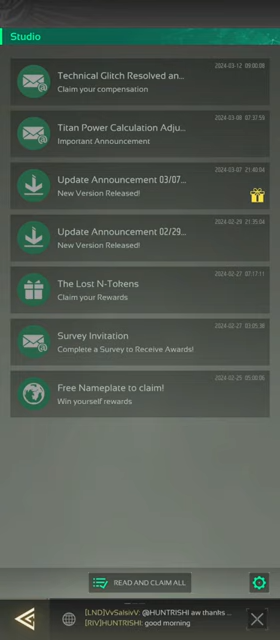 Studio
2024-03-12 09:00:08
Technical Glitch Resolved an...
Claim your compensation
2024-03-08 07:37:59
Titan Power Calculation Adju...
Important Announcement
2024-03-07 21:46:04
Update Announcement 03/07...
New Version Released!
2024-02-29 21:35:04
Update Announcement 02/29...
New Version Released!
2024-02-27 07:17:11
The Lost N-Tokens
Claim your Rewards
2024-02-27 03:05:38
Survey Invitation
Complete a Survey to Receive Awards!
2024-02-25 05:00:06
Free Nameplate to claim!
Win yourself rewards
READ AND CLAIM ALL
[LND]VvSalsivV: @HUNTRISHI aw thanks ...
[RIV]HUNTRISHI: good morning